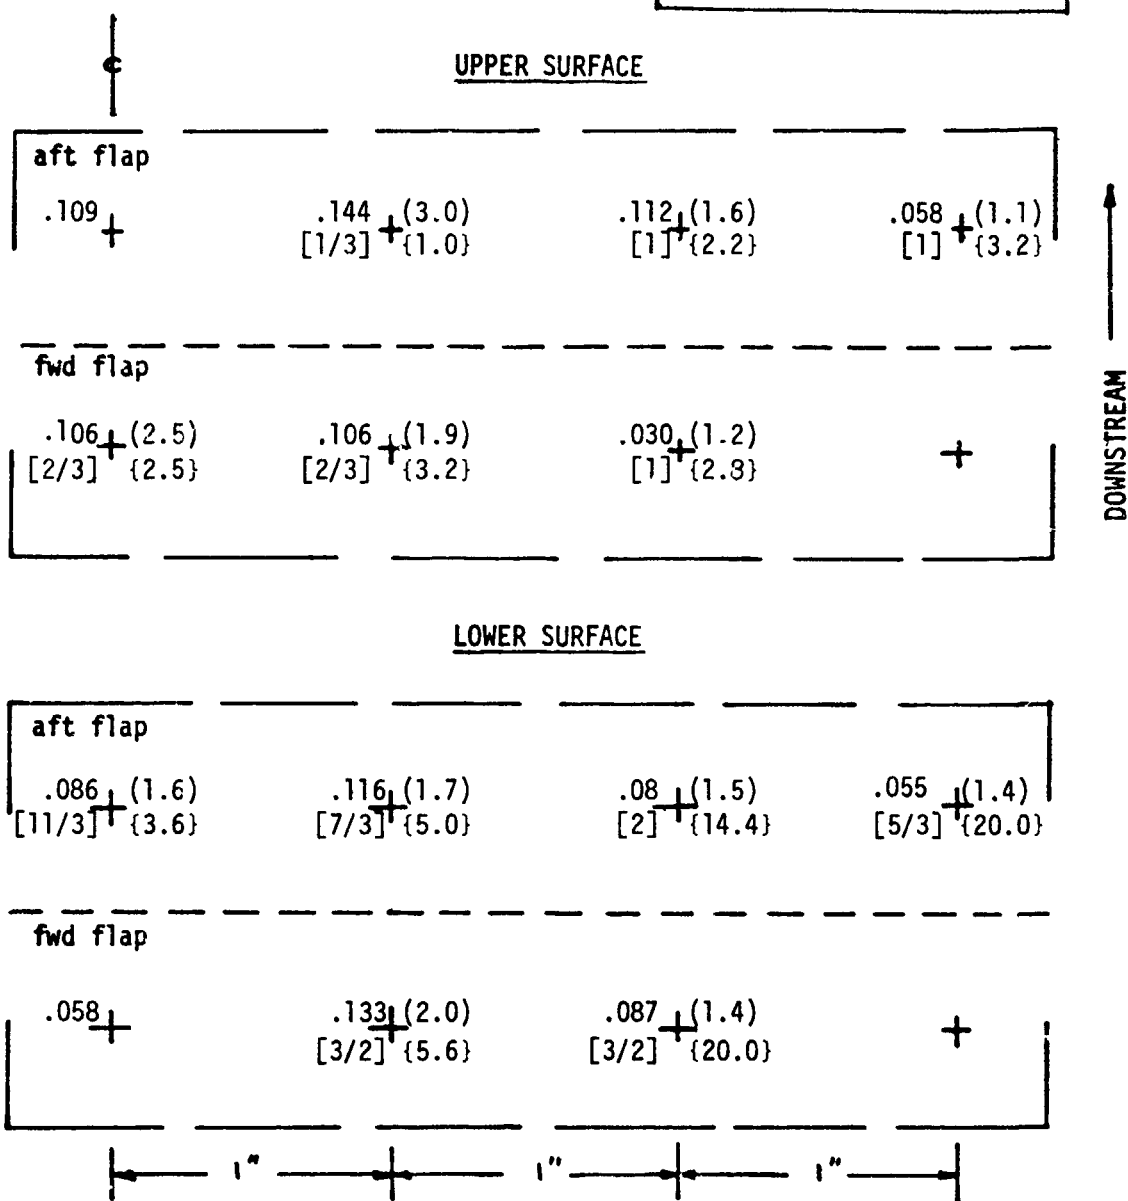 UPPER SURFACE
aft flap
.109 .144 (3.0) .112 (1.6) .058 (1.1)
[1/3] {1.0} [1] {2.2} [1] {3.2}
fwd flap
.106 (2.5) .106 (1.9) .030 (1.2)
[2/3] {2.5} [2/3] {3.2} [1] {2.8}
DOWNSTREAM
LOWER SURFACE
aft flap
.086 (1.6) .116 (1.7) .08 (1.5) .055 (1.4)
[11/3] {3.6} [7/3] {5.0} [2] {14.4} [5/3] {20.0}
fwd flap
.058 .133 (2.0) .087 (1.4)
[3/2] {5.6} [3/2] {20.0}
1" 1" 1"